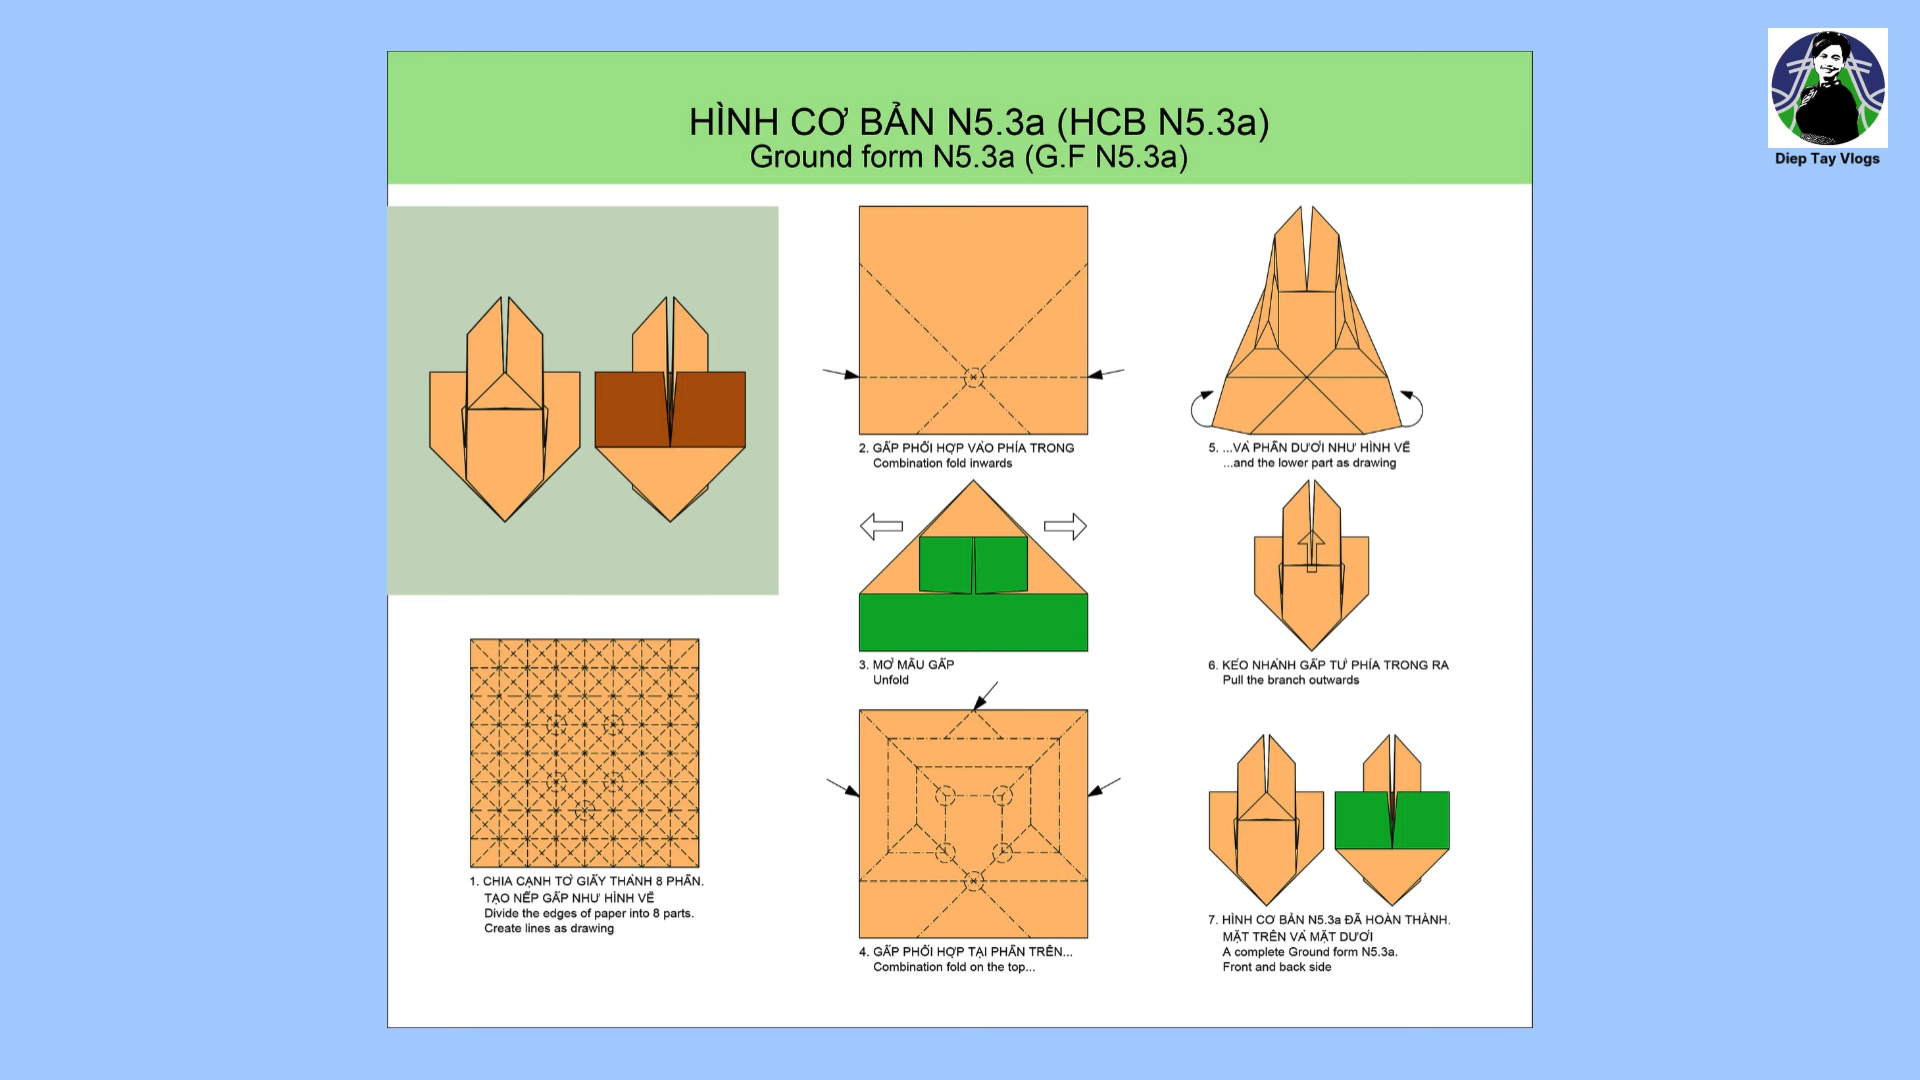 HÌNH CƠ BẢN N5.3a (HCB N5.3a)
Ground form N5.3a (G.F N5.3a)
Diep Tay Vlogs
1. CHIA CẠNH TỜ GIẤY THÀNH 8 PHẦN.
TẠO NẾP GẤP NHƯ HÌNH VẼ
Divide the edges of paper into 8 parts.
Create lines as drawing
2. GẤP PHỐI HỢP VÀO PHÍA TRONG
Combination fold inwards
3. MỞ MẪU GẤP
Unfold
4. GẤP PHỐI HỢP TẠI PHẦN TRÊN...
Combination fold on the top...
5. ...VÀ PHẦN DƯỚI NHƯ HÌNH VẼ
...and the lower part as drawing
6. KÉO NHÁNH GẤP TỪ PHÍA TRONG RA
Pull the branch outwards
7. HÌNH CƠ BẢN N5.3a ĐÃ HOÀN THÀNH.
MẶT TRÊN VÀ MẶT DƯỚI
A complete Ground form N5.3a.
Front and back side